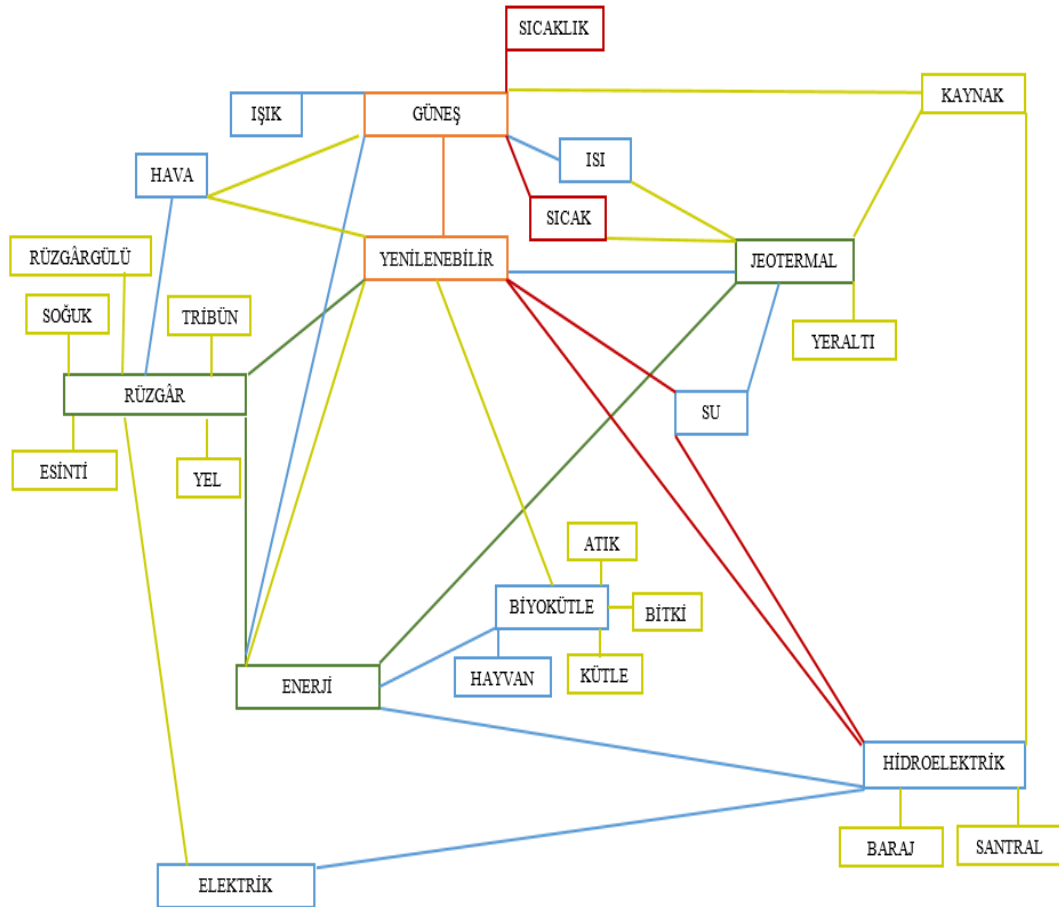 SICAKLIK
IŞIK
GÜNEŞ
KAYNAK
HAVA
ISI
SICAK
RÜZGÂRGÜLÜ
YENİLENEBİLİR
JEOTERMAL
SOĞUK
TRİBÜN
YERALTI
RÜZGÂR
SU
ESİNTİ
YEL
ATIK
BİYOKÜTLE
BİTKİ
ENERJİ
HAYVAN
KÜTLE
HİDROELEKTRİK
BARAJ
SANTRAL
ELEKTRİK